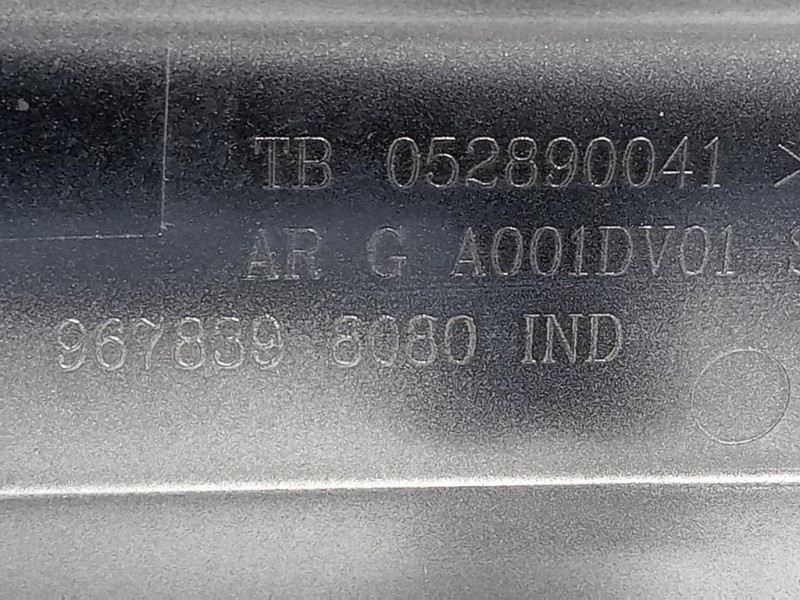 TB 052890041 >
AR G A001DV01 S
967839 8080 IND